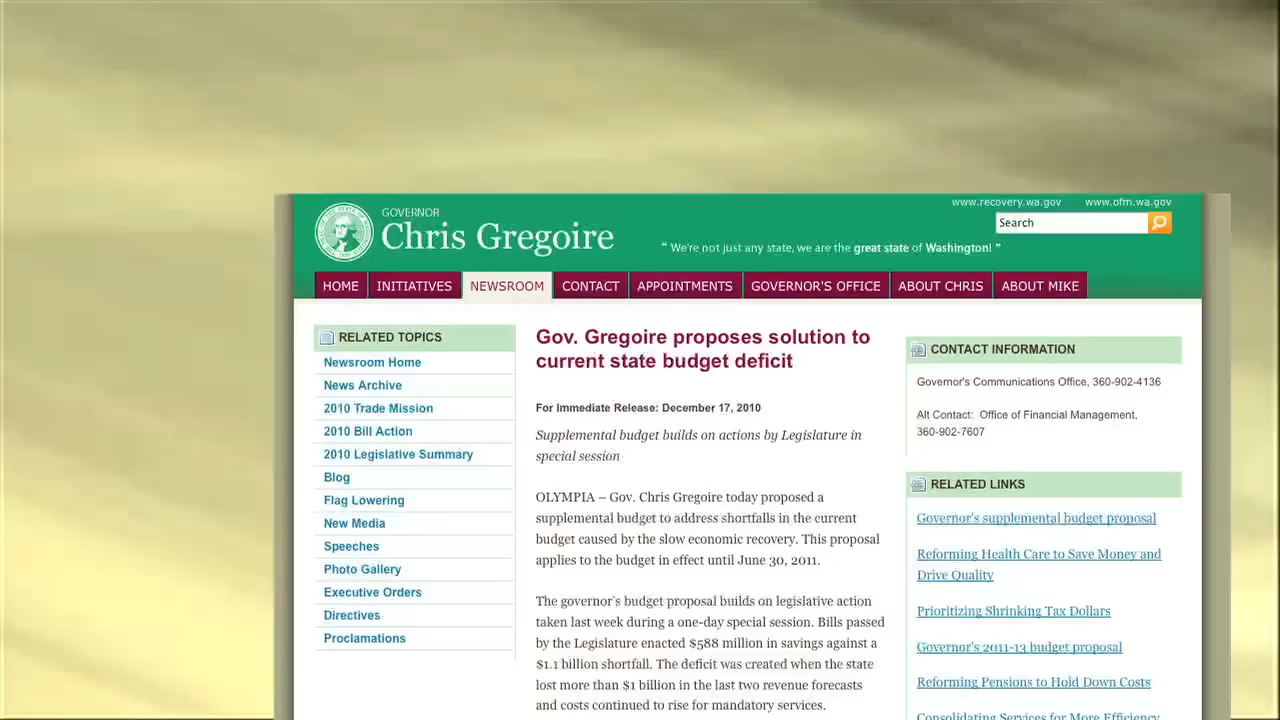 GOVERNOR
Chris Gregoire
www.recovery.wa.gov www.ofm.wa.gov
Search
“ We're not just any state, we are the great state of Washington! ”
HOME INITIATIVES NEWSROOM CONTACT APPOINTMENTS GOVERNOR'S OFFICE ABOUT CHRIS ABOUT MIKE
RELATED TOPICS
Newsroom Home
News Archive
2010 Trade Mission
2010 Bill Action
2010 Legislative Summary
Blog
Flag Lowering
New Media
Speeches
Photo Gallery
Executive Orders
Directives
Proclamations
Gov. Gregoire proposes solution to
current state budget deficit
For Immediate Release: December 17, 2010
Supplemental budget builds on actions by Legislature in
special session
OLYMPIA – Gov. Chris Gregoire today proposed a
supplemental budget to address shortfalls in the current
budget caused by the slow economic recovery. This proposal
applies to the budget in effect until June 30, 2011.
The governor's budget proposal builds on legislative action
taken last week during a one-day special session. Bills passed
by the Legislature enacted $588 million in savings against a
$1.1 billion shortfall. The deficit was created when the state
lost more than $1 billion in the last two revenue forecasts
and costs continued to rise for mandatory services.
CONTACT INFORMATION
Governor's Communications Office, 360-902-4136
Alt Contact: Office of Financial Management,
360-902-7607
RELATED LINKS
Governor's supplemental budget proposal
Reforming Health Care to Save Money and
Drive Quality
Prioritizing Shrinking Tax Dollars
Governor's 2011-13 budget proposal
Reforming Pensions to Hold Down Costs
Consolidating Services for More Efficiency